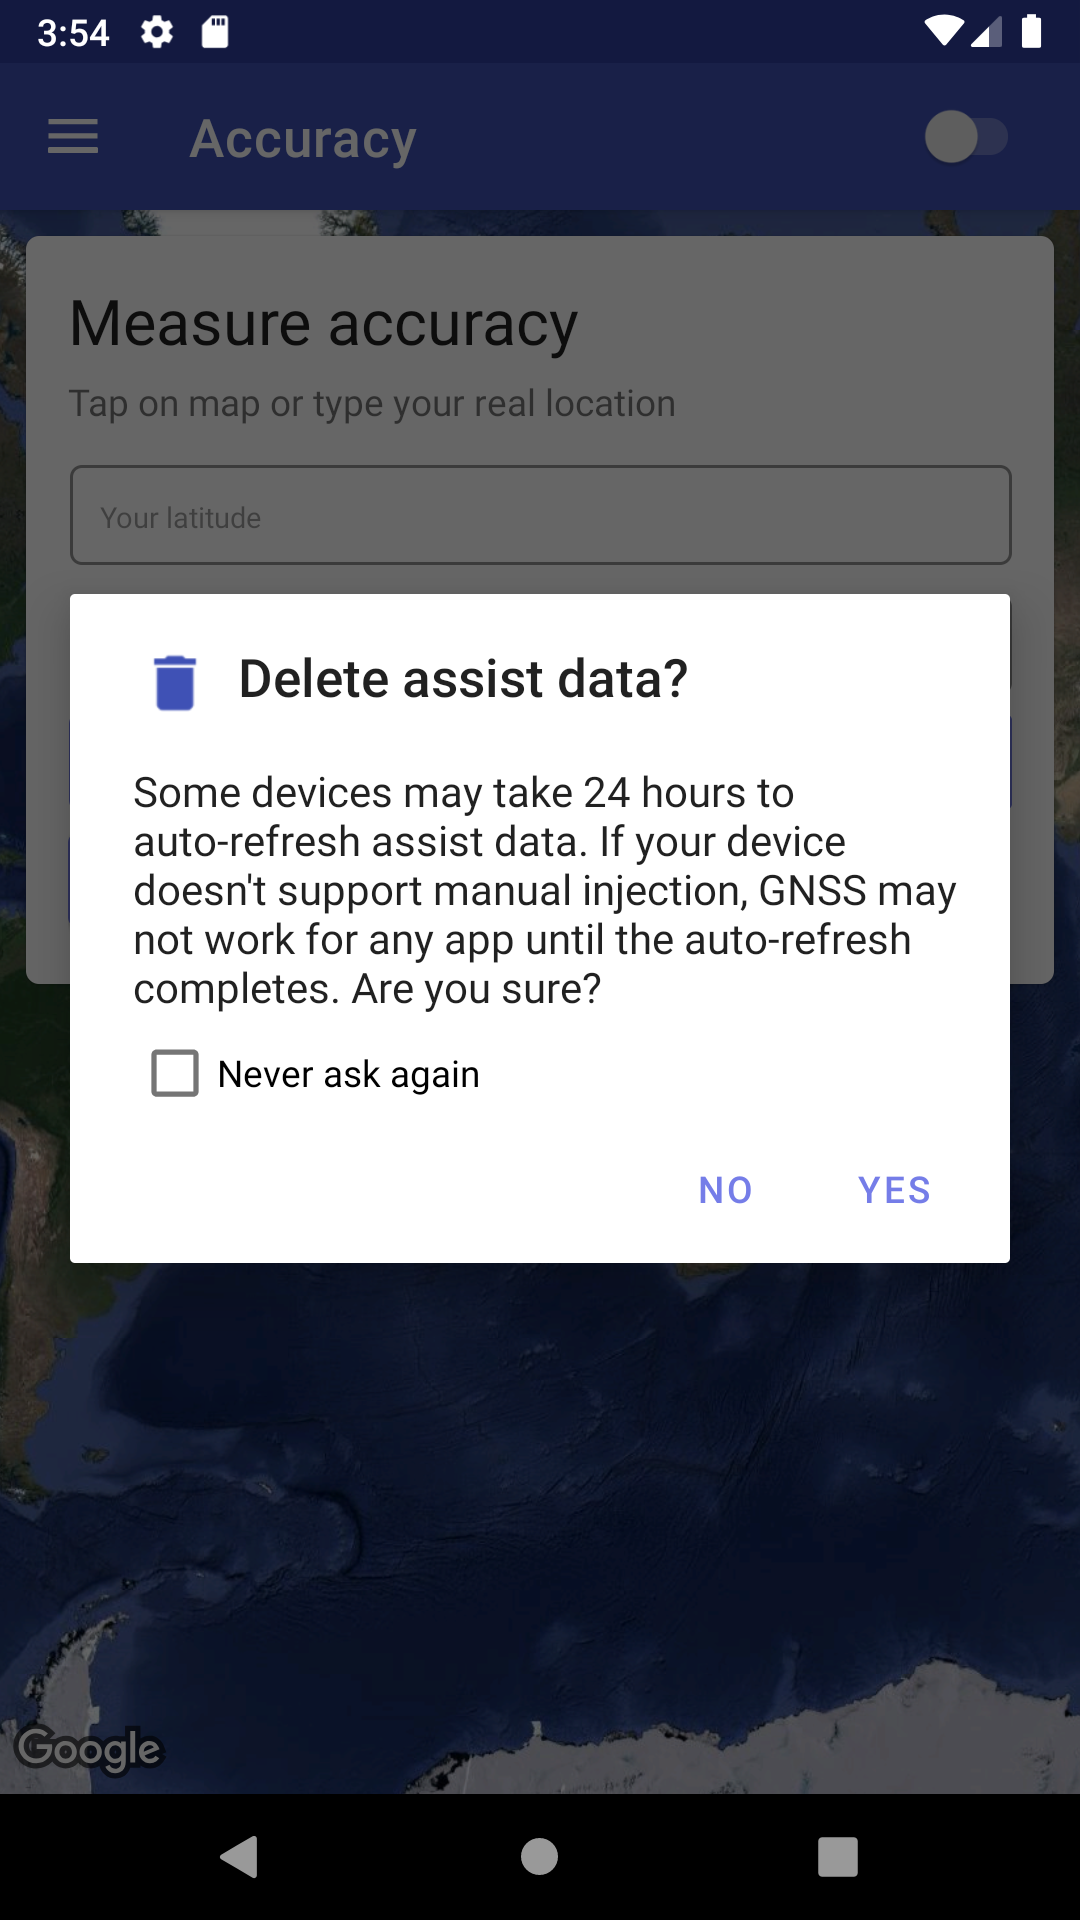 3:54
Accuracy
Measure accuracy
Tap on map or type your real location
Your latitude
Delete assist data?
Some devices may take 24 hours to
auto-refresh assist data. If your device
doesn't support manual injection, GNSS may
not work for any app until the auto-refresh
completes. Are you sure?
Never ask again
NO YES
Google